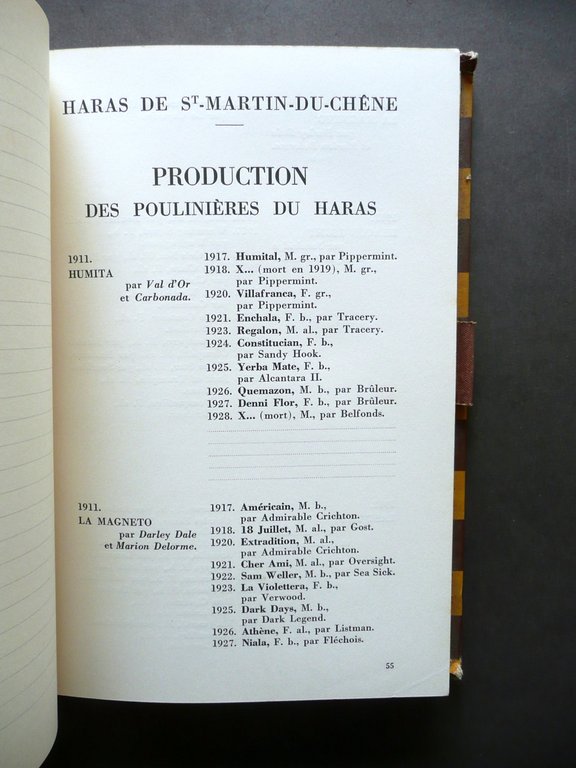 HARAS DE ST-MARTIN-DU-CHÊNE
PRODUCTION
DES POULINIÈRES DU HARAS
1911.
HUMITA
par Val d'Or
et Carbonada.
1917. Humital, M. gr., par Pippermint.
1918. X... (mort en 1919), M. gr.,
par Pippermint.
1920. Villafranca, F. gr.,
par Pippermint.
1921. Enchala, F. b., par Tracery.
1923. Regalon, M. al., par Tracery.
1924. Constitucian, F. b.,
par Sandy Hook.
1925. Yerba Mate, F. b.,
par Alcantara II.
1926. Quemazon, M. b., par Brûleur.
1927. Denni Flor, F. b., par Brûleur.
1928. X... (mort), M., par Belfonds.
1911.
LA MAGNETO
par Darley Dale
et Marion Delorme.
1917. Américain, M. b.,
par Admirable Crichton.
1918. 18 Juillet, M. al., par Gost.
1920. Extradition, M. al.,
par Admirable Crichton.
1921. Cher Ami, M. al., par Oversight.
1922. Sam Weller, M. b., par Sea Sick.
1923. La Violettera, F. b.,
par Verwood.
1925. Dark Days, M. b.,
par Dark Legend.
1926. Athène, F. al., par Listman.
1927. Niala, F. b., par Fléchois.
55